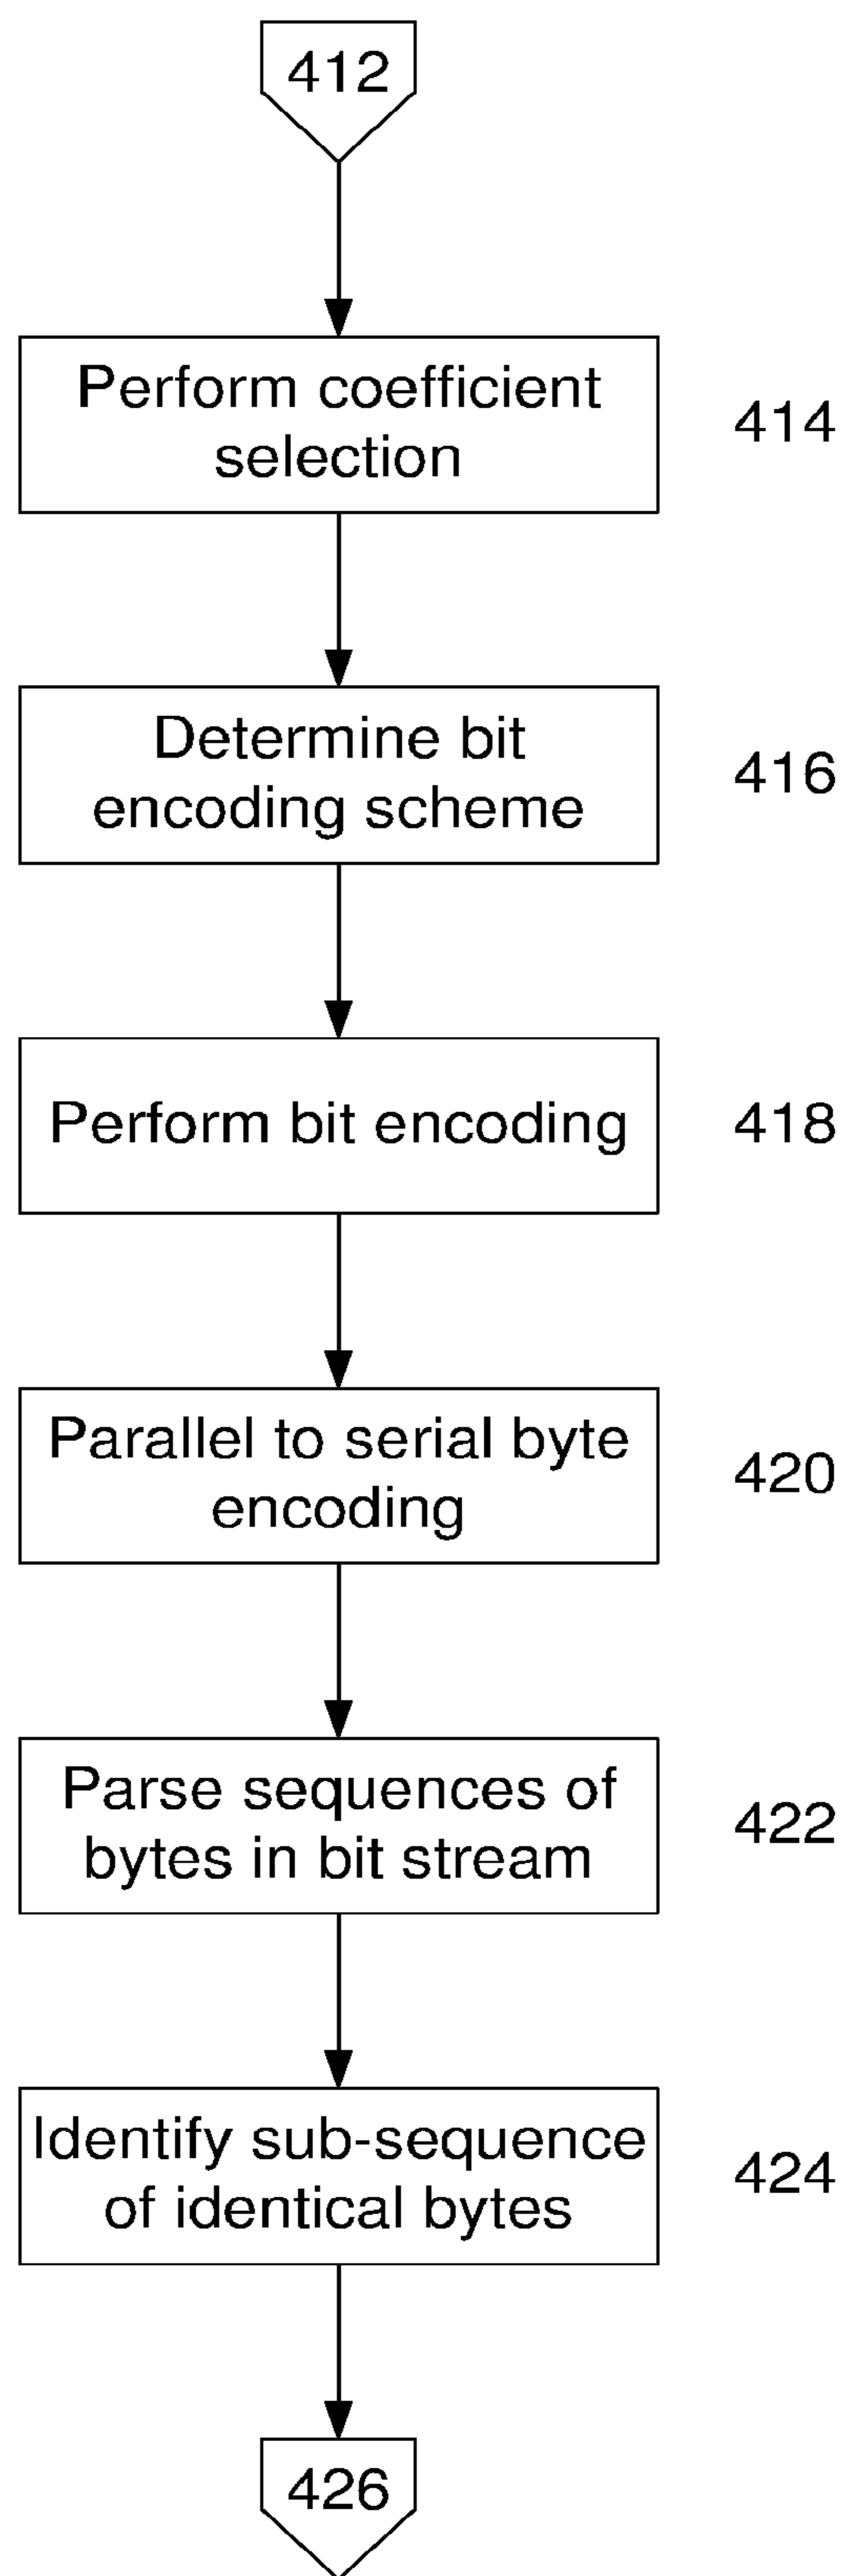 412
Perform coefficient
selection
414
Determine bit
encoding scheme
416
Perform bit encoding
418
Parallel to serial byte
encoding
420
Parse sequences of
bytes in bit stream
422
Identify sub-sequence
of identical bytes
424
426